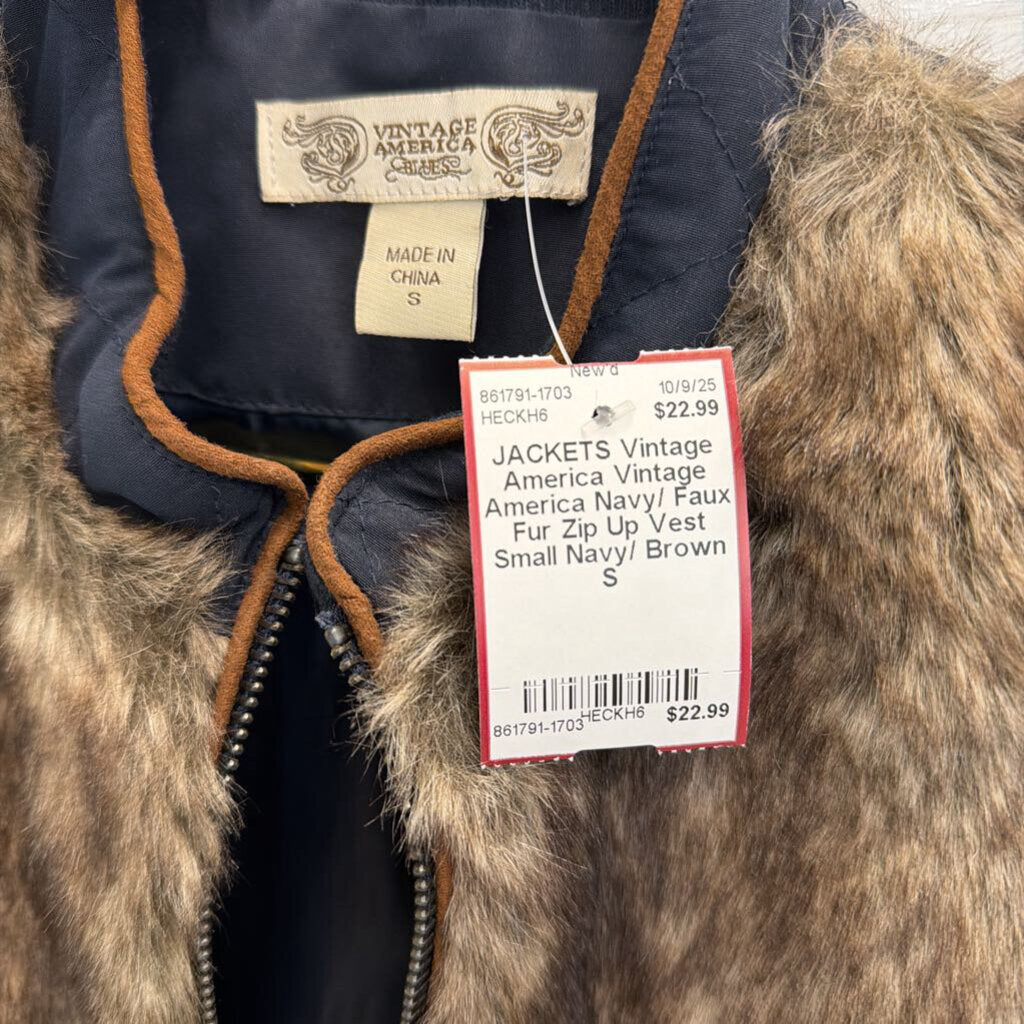 VINTAGE
AMERICA
BLUES
MADE IN
CHINA
S
New'd
861791-1703 10/9/25
HECKH6 $22.99
JACKETS Vintage
America Vintage
America Navy/ Faux
Fur Zip Up Vest
Small Navy/ Brown
S
861791-1703 HECKH6 $22.99